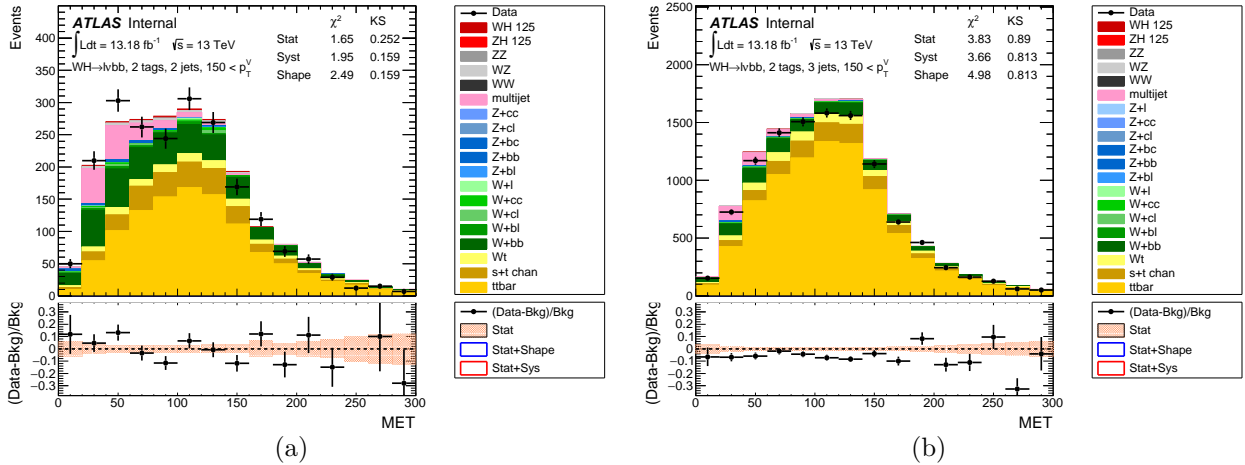 Events
450
400
350
300
250
200
150
100
50
0
ATLAS Internal
∫Ldt = 13.18 fb⁻¹ √s = 13 TeV
WH→lνbb, 2 tags, 2 jets, 150 < p_T^V
χ² KS
Stat 1.65 0.252
Syst 1.95 0.159
Shape 2.49 0.159
Data
WH 125
ZH 125
ZZ
WZ
WW
multijet
Z+cc
Z+cl
Z+bc
Z+bb
Z+bl
W+l
W+cc
W+cl
W+bl
W+bb
Wt
s+t chan
ttbar
(Data-Bkg)/Bkg
0.3
0.2
0.1
0
−0.1
−0.2
−0.3
0 50 100 150 200 250 300
MET
(Data-Bkg)/Bkg
Stat
Stat+Shape
Stat+Sys
(a)
Events
2500
2000
1500
1000
500
0
ATLAS Internal
∫Ldt = 13.18 fb⁻¹ √s = 13 TeV
WH→lνbb, 2 tags, 3 jets, 150 < p_T^V
χ² KS
Stat 3.83 0.89
Syst 3.66 0.813
Shape 4.98 0.813
Data
WH 125
ZH 125
ZZ
WZ
WW
multijet
Z+l
Z+cc
Z+cl
Z+bc
Z+bb
Z+bl
W+l
W+cc
W+cl
W+bl
W+bb
Wt
s+t chan
ttbar
(Data-Bkg)/Bkg
0.3
0.2
0.1
0
−0.1
−0.2
−0.3
0 50 100 150 200 250 300
MET
(Data-Bkg)/Bkg
Stat
Stat+Shape
Stat+Sys
(b)